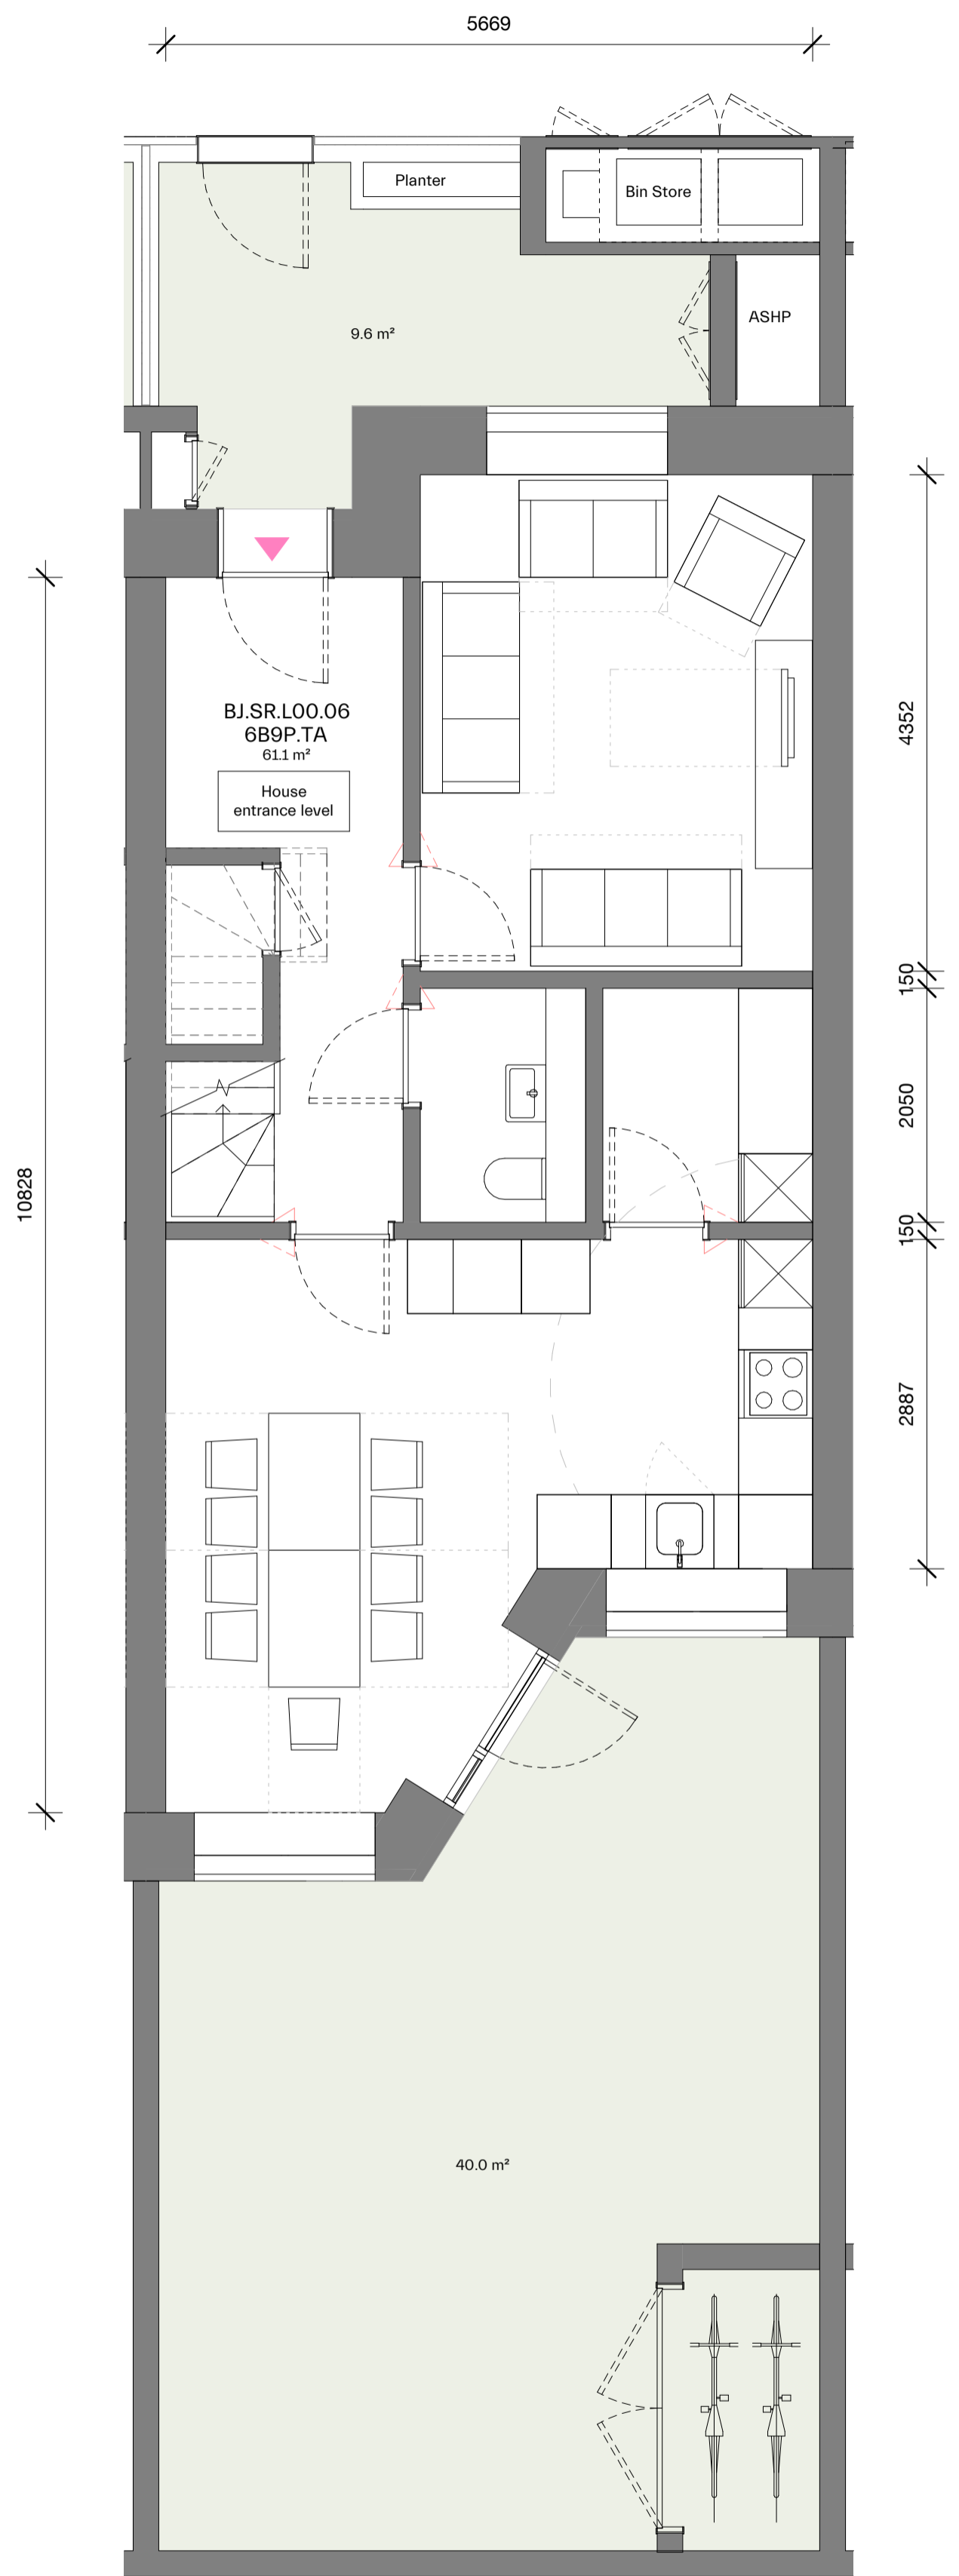 5669
Planter
Bin Store
ASHP
9.6 m²
BJ.SR.L00.06
6B9P.TA
61.1 m²
House
entrance level
4352
150
2050
10828
150
2887
40.0 m²